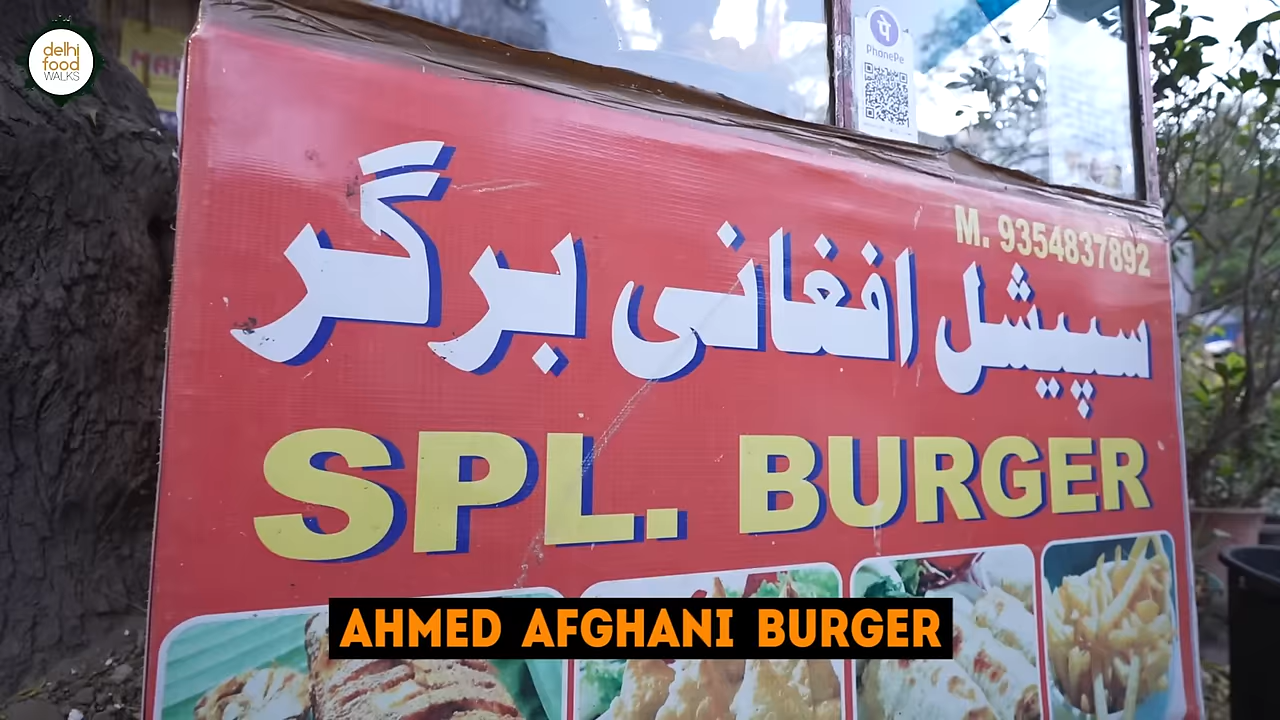 delhi
food
WALKS
PhonePe
M. 9354837892
سپیشل افغانی برگر
SPL. BURGER
AHMED AFGHANI BURGER